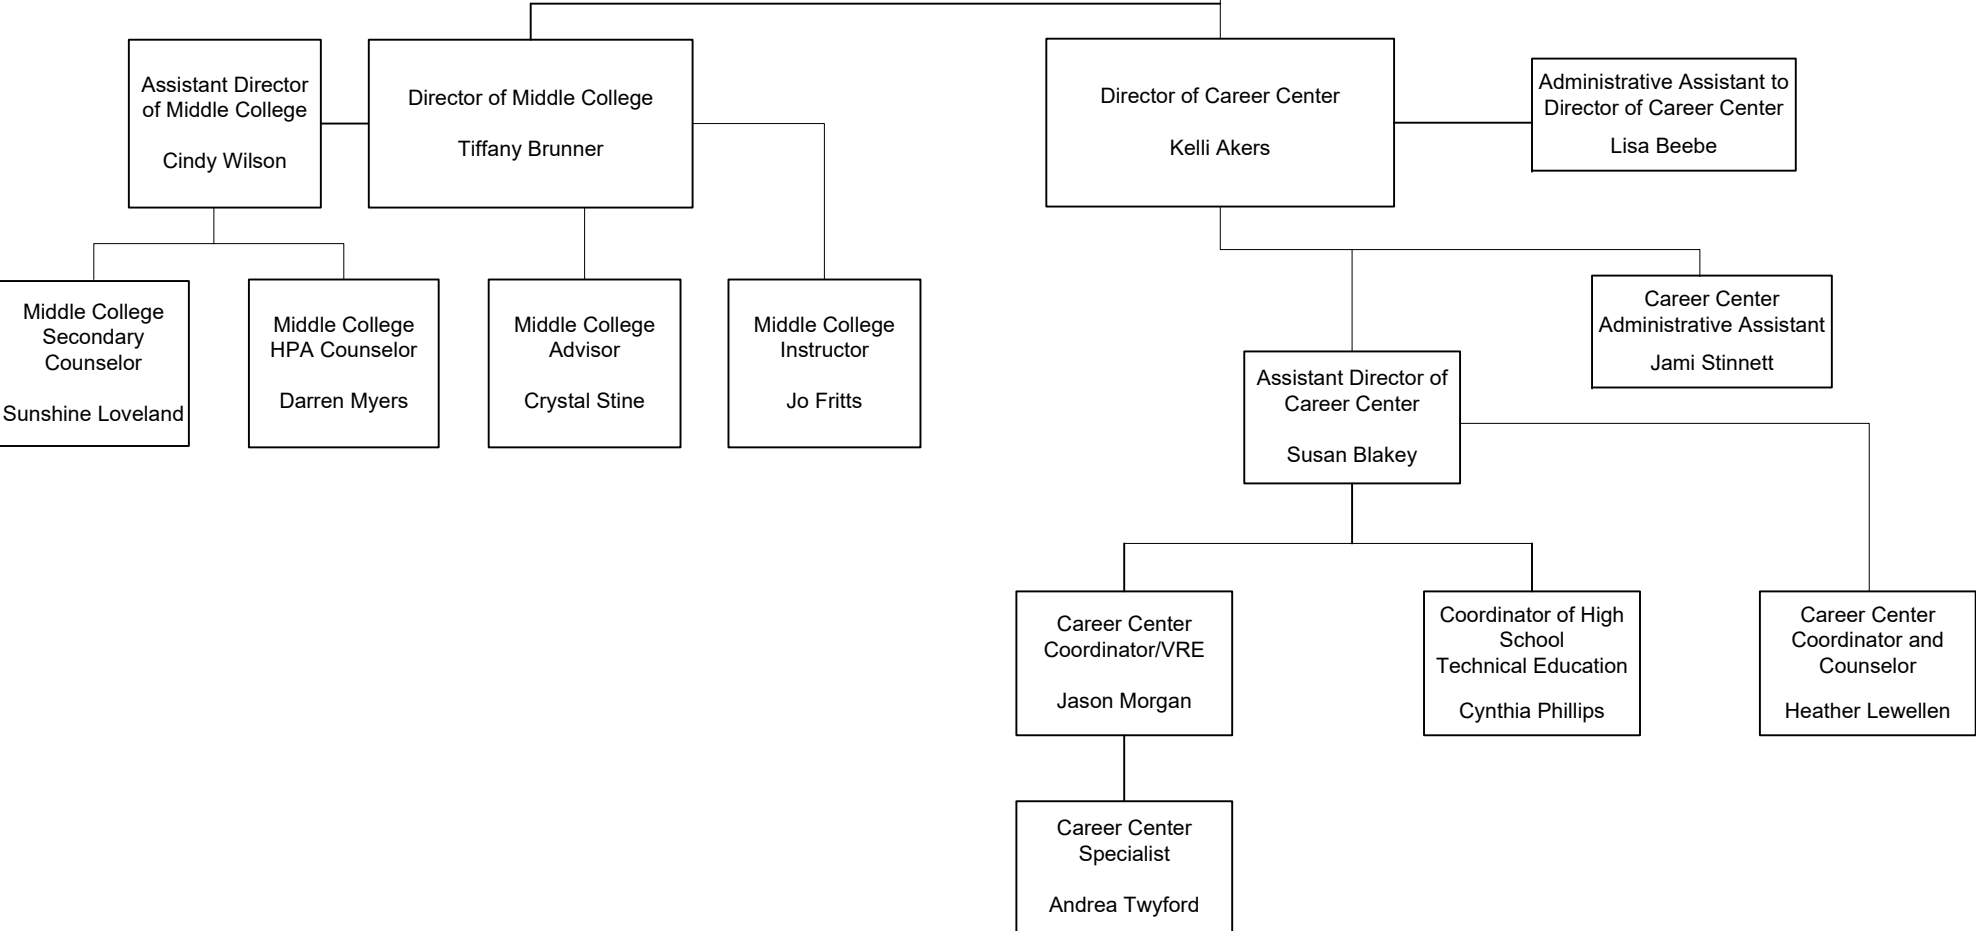 Assistant Director
of Middle College
Cindy Wilson
Director of Middle College
Tiffany Brunner
Director of Career Center
Kelli Akers
Administrative Assistant to
Director of Career Center
Lisa Beebe
Middle College
Secondary
Counselor
Sunshine Loveland
Middle College
HPA Counselor
Darren Myers
Middle College
Advisor
Crystal Stine
Middle College
Instructor
Jo Fritts
Career Center
Administrative Assistant
Jami Stinnett
Assistant Director of
Career Center
Susan Blakey
Career Center
Coordinator/VRE
Jason Morgan
Coordinator of High
School
Technical Education
Cynthia Phillips
Career Center
Coordinator and
Counselor
Heather Lewellen
Career Center
Specialist
Andrea Twyford